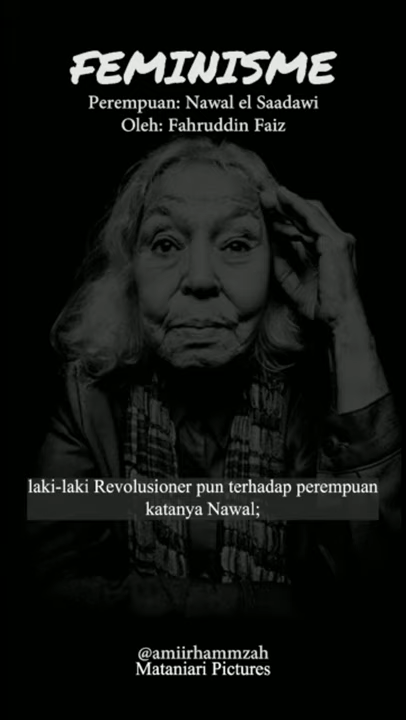 FEMINISME
Perempuan: Nawal el Saadawi
Oleh: Fahruddin Faiz
laki-laki Revolusioner pun terhadap perempuan
katanya Nawal;
@amiirhammzah
Mataniari Pictures